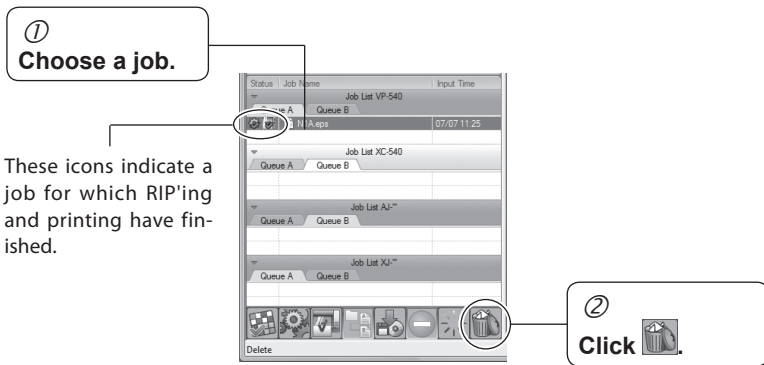 ①
Choose a job.
These icons indicate a
job for which RIP'ing
and printing have fin-
ished.
Status Job Name Input Time
Job List VP-540
Queue A Queue B
N1A.eps 07/07 11:25
Job List XC-540
Queue A Queue B
Job List AJ-**
Queue A Queue B
Job List XJ-**
Queue A Queue B
Delete
②
Click .